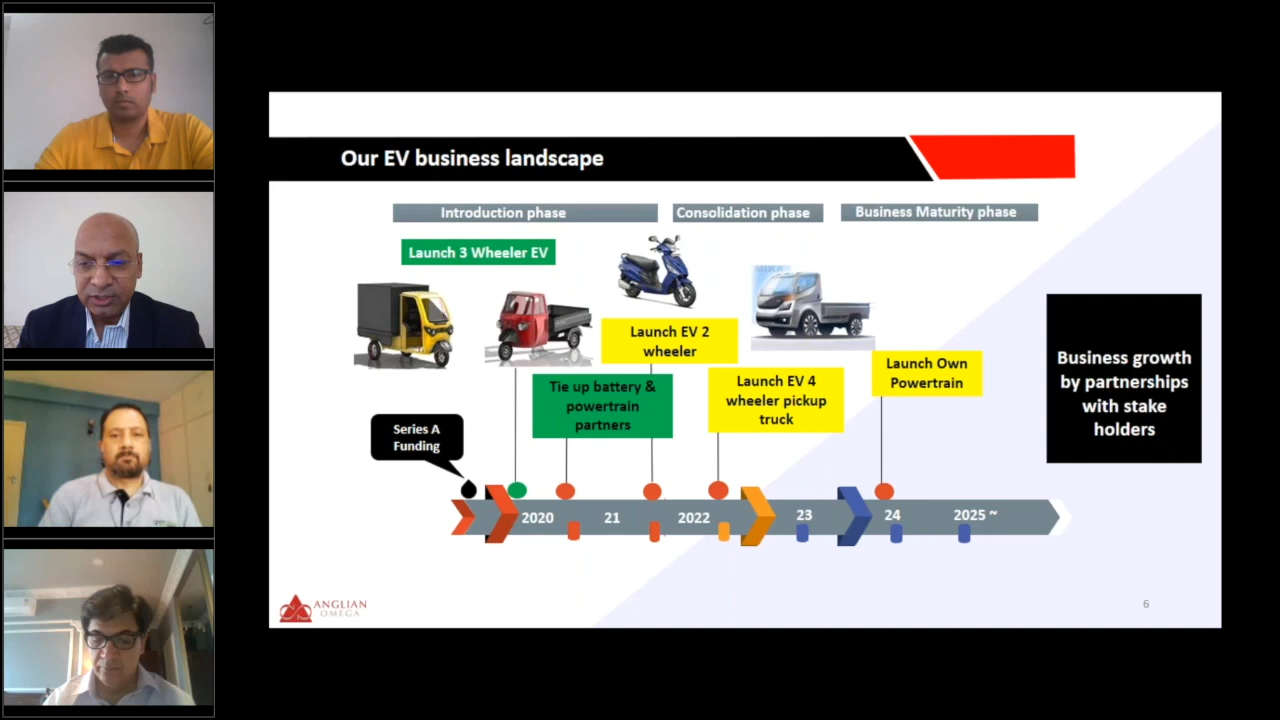 Our EV business landscape
Introduction phase
Consolidation phase
Business Maturity phase
Launch 3 Wheeler EV
Launch EV 2
wheeler
Tie up battery &
powertrain
partners
Launch EV 4
wheeler pickup
truck
Launch Own
Powertrain
Series A
Funding
Business growth
by partnerships
with stake
holders
2020
21
2022
23
24
2025 ~
ANGLIAN
OMEGA
6